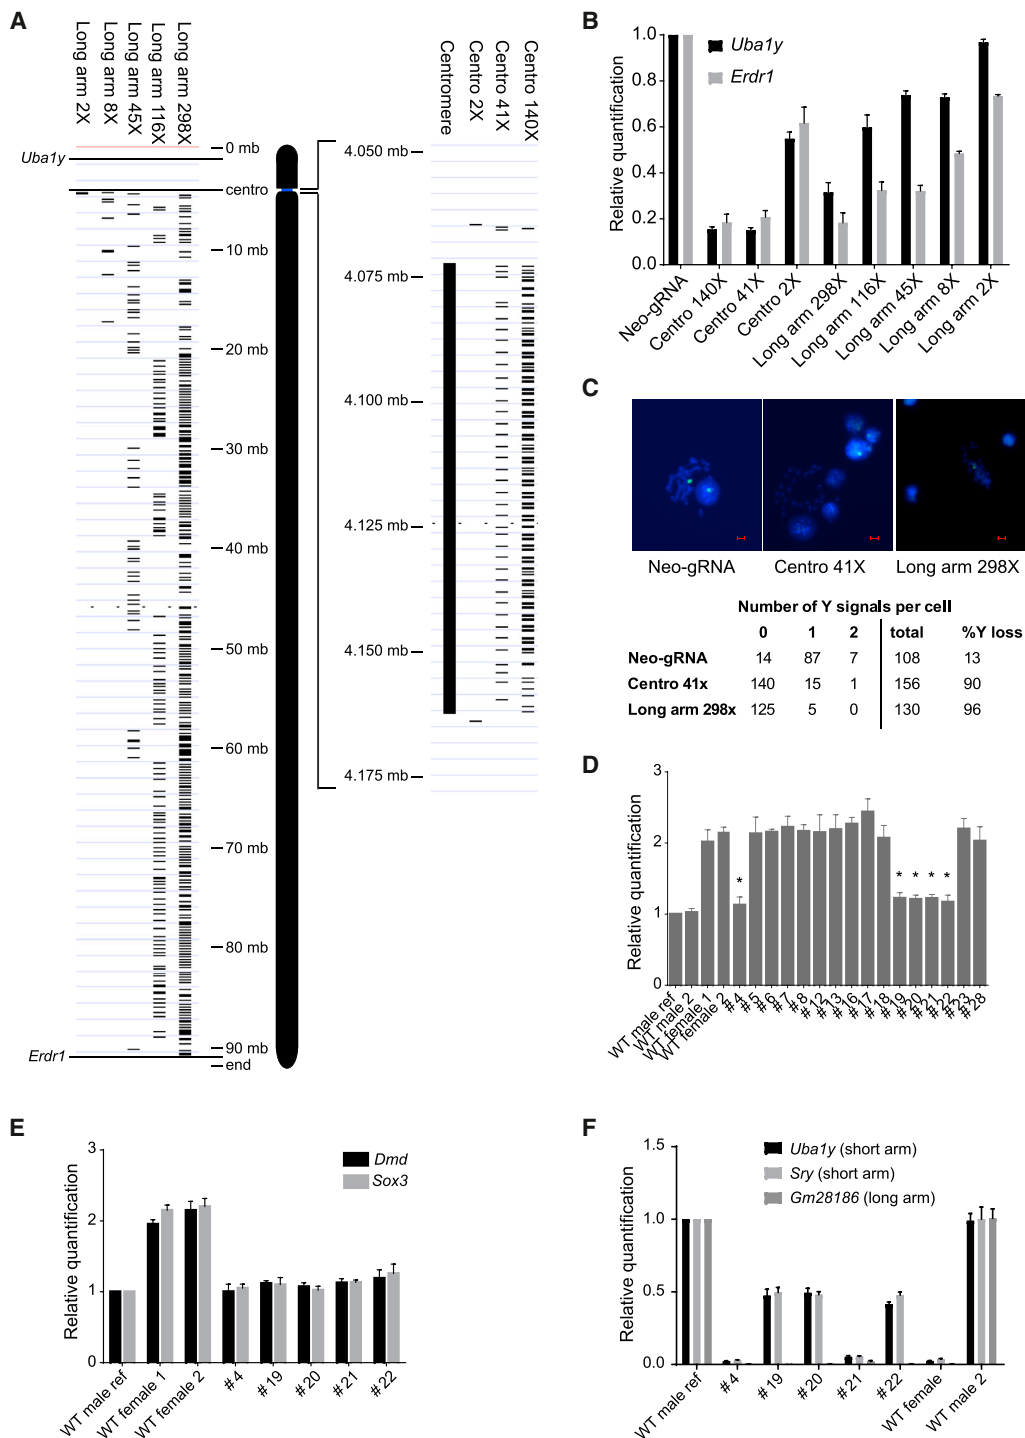 A
Long arm 2X
Long arm 8X
Long arm 45X
Long arm 116X
Long arm 298X
Uba1y
0 mb
centro
10 mb
20 mb
30 mb
40 mb
50 mb
60 mb
70 mb
80 mb
90 mb
Erdr1
end
Centromere
Centro 2X
Centro 41X
Centro 140X
4.050 mb
4.075 mb
4.100 mb
4.125 mb
4.150 mb
4.175 mb
B
Uba1y
Erdr1
Relative quantification
1.0
0.8
0.6
0.4
0.2
0.0
Neo-gRNA
Centro 140X
Centro 41X
Centro 2X
Long arm 298X
Long arm 116X
Long arm 45X
Long arm 8X
Long arm 2X
C
Neo-gRNA Centro 41X Long arm 298X
Number of Y signals per cell
0 1 2 total %Y loss
Neo-gRNA 14 87 7 108 13
Centro 41x 140 15 1 156 90
Long arm 298x 125 5 0 130 96
D
Relative quantification
3
2
1
0
* * * * *
WT male ref
WT male 2
WT female 1
WT female 2
#4
#5
#6
#7
#8
#12
#13
#16
#17
#18
#19
#20
#21
#22
#23
#28
E
Dmd
Sox3
Relative quantification
3
2
1
0
WT male ref
WT female 1
WT female 2
#4
#19
#20
#21
#22
F
Uba1y (short arm)
Sry (short arm)
Gm28186 (long arm)
Relative quantification
1.5
1.0
0.5
0.0
WT male ref
#4
#19
#20
#21
#22
WT female
WT male 2